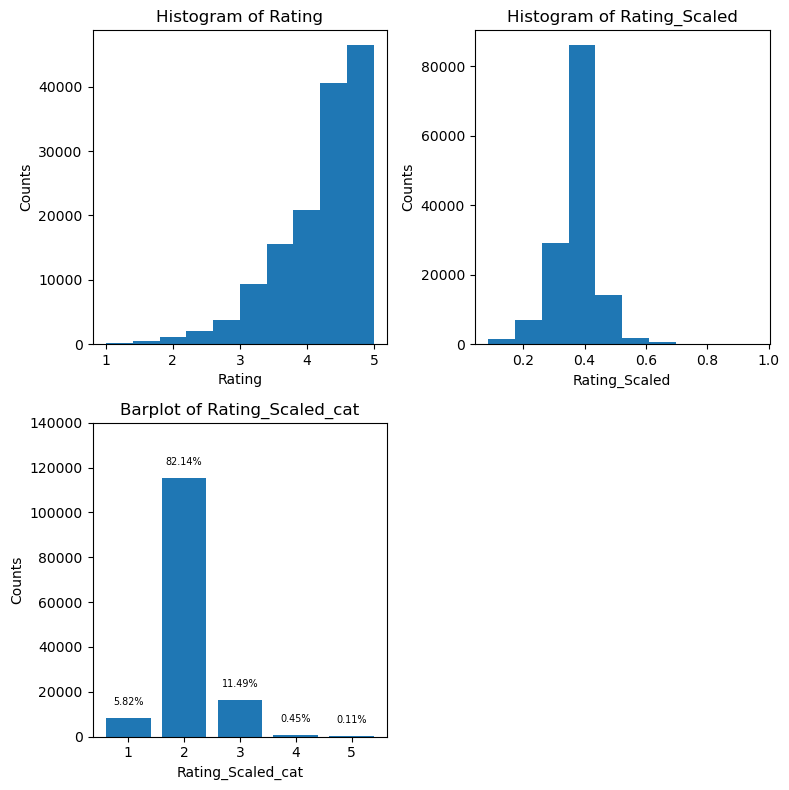 Histogram of Rating
Counts
40000
30000
20000
10000
0
1 2 3 4 5
Rating
Histogram of Rating_Scaled
Counts
80000
60000
40000
20000
0
0.2 0.4 0.6 0.8 1.0
Rating_Scaled
Barplot of Rating_Scaled_cat
Counts
140000
120000
100000
80000
60000
40000
20000
0
5.82% 82.14% 11.49% 0.45% 0.11%
1 2 3 4 5
Rating_Scaled_cat